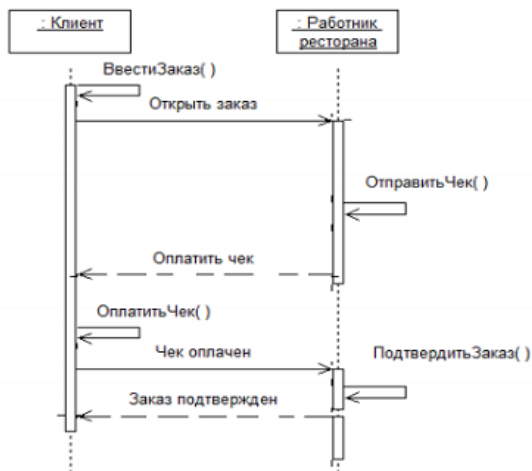 : Клиент
: Работник
ресторана
ВвестиЗаказ( )
Открыть заказ
ОтправитьЧек( )
Оплатить чек
ОплатитьЧек( )
Чек оплачен
ПодтвердитьЗаказ( )
Заказ подтвержден